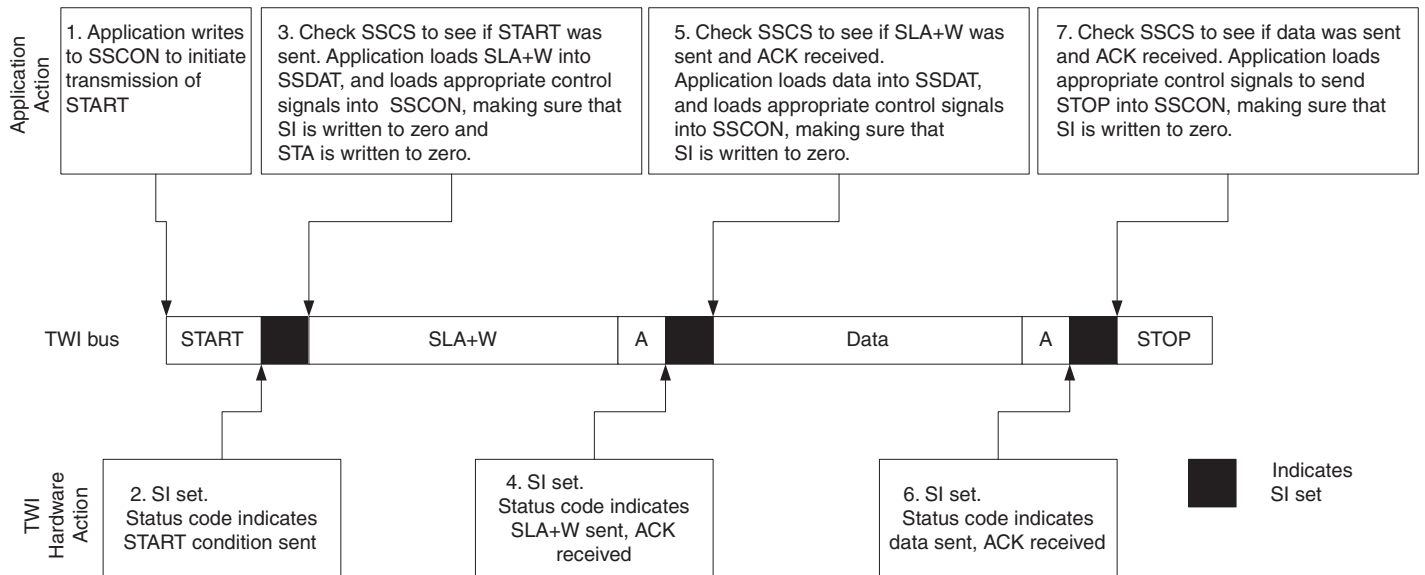 Application
Action
1. Application writes
to SSCON to initiate
transmission of
START
3. Check SSCS to see if START was
sent. Application loads SLA+W into
SSDAT, and loads appropriate control
signals into SSCON, making sure that
SI is written to zero and
STA is written to zero.
5. Check SSCS to see if SLA+W was
sent and ACK received.
Application loads data into SSDAT,
and loads appropriate control signals
into SSCON, making sure that
SI is written to zero.
7. Check SSCS to see if data was sent
and ACK received. Application loads
appropriate control signals to send
STOP into SSCON, making sure that
SI is written to zero.
TWI bus
START
SLA+W
A
Data
A
STOP
TWI
Hardware
Action
2. SI set.
Status code indicates
START condition sent
4. SI set.
Status code indicates
SLA+W sent, ACK
received
6. SI set.
Status code indicates
data sent, ACK received
Indicates
SI set